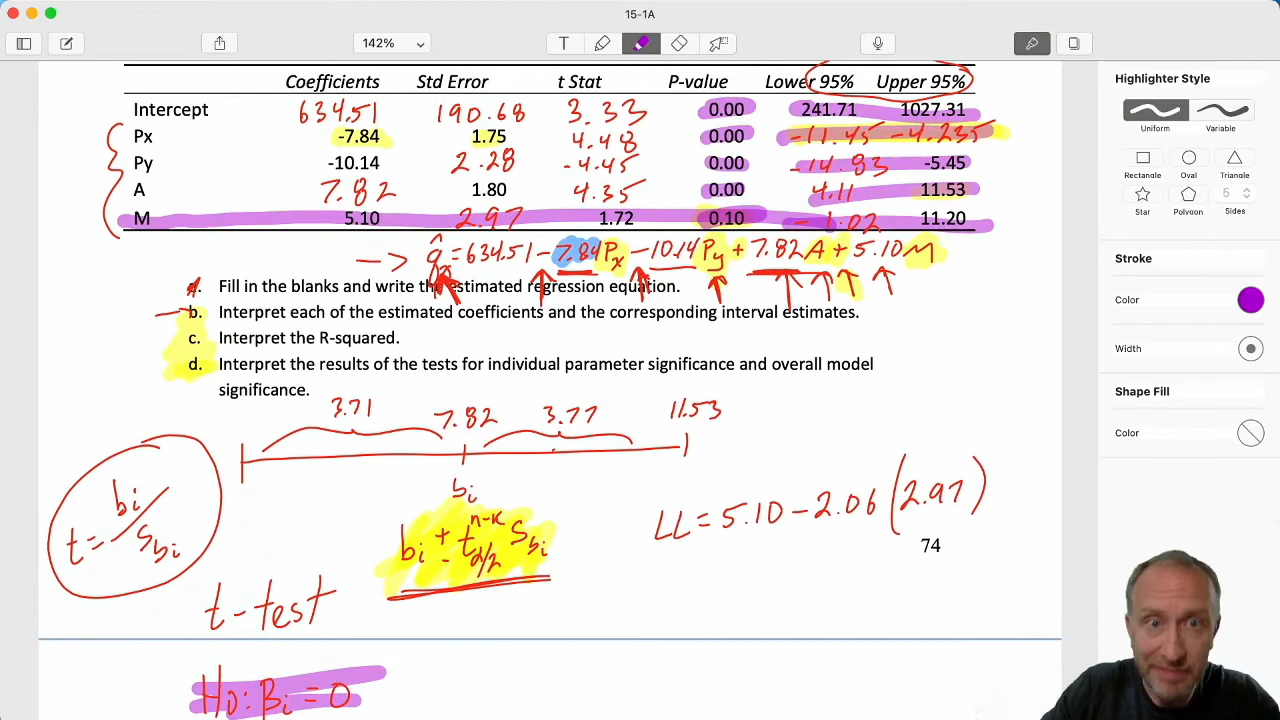 15-1A
142%
T
Coefficients Std Error t Stat P-value Lower 95% Upper 95%
Intercept 634.51 190.68 3.33 0.00 241.71 1027.31
Px -7.84 1.75 4.48 0.00 -11.45 -4.235
Py -10.14 2.28 -4.45 0.00 -14.83 -5.45
A 7.82 1.80 4.35 0.00 4.11 11.53
M 5.10 2.97 1.72 0.10 -1.02 11.20
--> q̂x = 634.51 - 7.84Px - 10.14Py + 7.82A + 5.10M
a. Fill in the blanks and write the estimated regression equation.
b. Interpret each of the estimated coefficients and the corresponding interval estimates.
c. Interpret the R-squared.
d. Interpret the results of the tests for individual parameter significance and overall model
significance.
3.71 7.82 3.77 11.53
bi
t = bi/Sbi
bi ± t n-K α/2 Sbi
LL = 5.10 - 2.06 (2.97)
74
t-test
H0: βi = 0
Highlighter Style
Uniform Variable
Rectangle Oval Triangle
5
Star Polygon Sides
Stroke
Color
Width
Shape Fill
Color